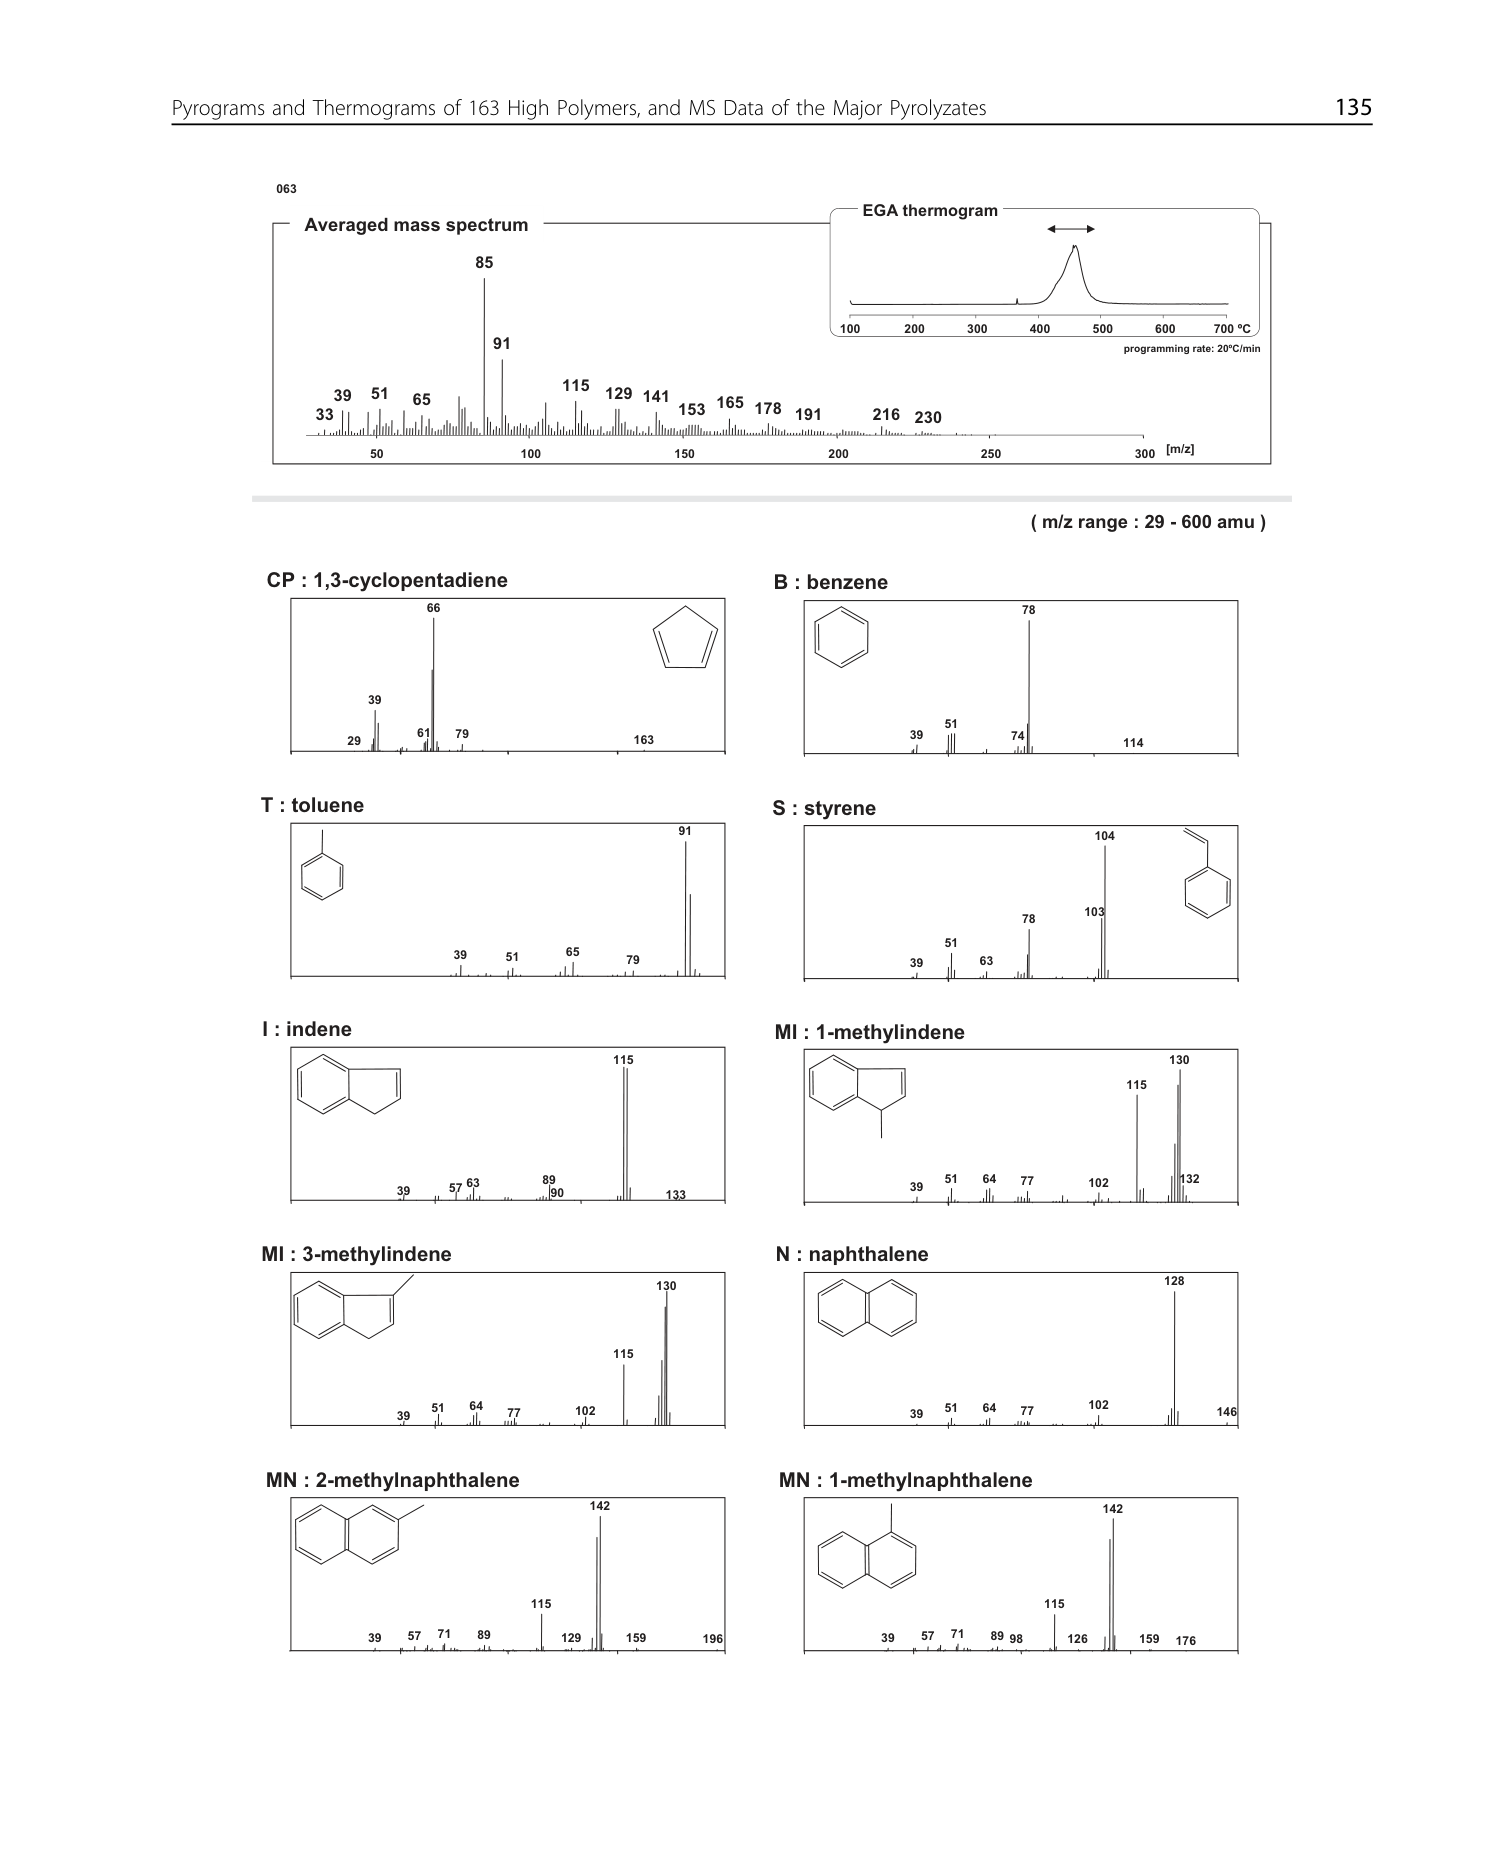 Pyrograms and Thermograms of 163 High Polymers, and MS Data of the Major Pyrolyzates 135
063
Averaged mass spectrum
EGA thermogram
100 200 300 400 500 600 700 ºC
programming rate: 20ºC/min
85
91
33 39 51 65 115 129 141 153 165 178 191 216 230
50 100 150 200 250 300 [m/z]
( m/z range : 29 - 600 amu )
CP : 1,3-cyclopentadiene
66
39
29 61 79 163
B : benzene
78
39 51 74 114
T : toluene
91
39 51 65 79
S : styrene
104
103
78
39 51 63
I : indene
115
39 57 63 89 90 133
MI : 1-methylindene
130
115
39 51 64 77 102 132
MI : 3-methylindene
130
115
39 51 64 77 102
N : naphthalene
128
39 51 64 77 102 146
MN : 2-methylnaphthalene
142
115
39 57 71 89 129 159 196
MN : 1-methylnaphthalene
142
115
39 57 71 89 98 126 159 176